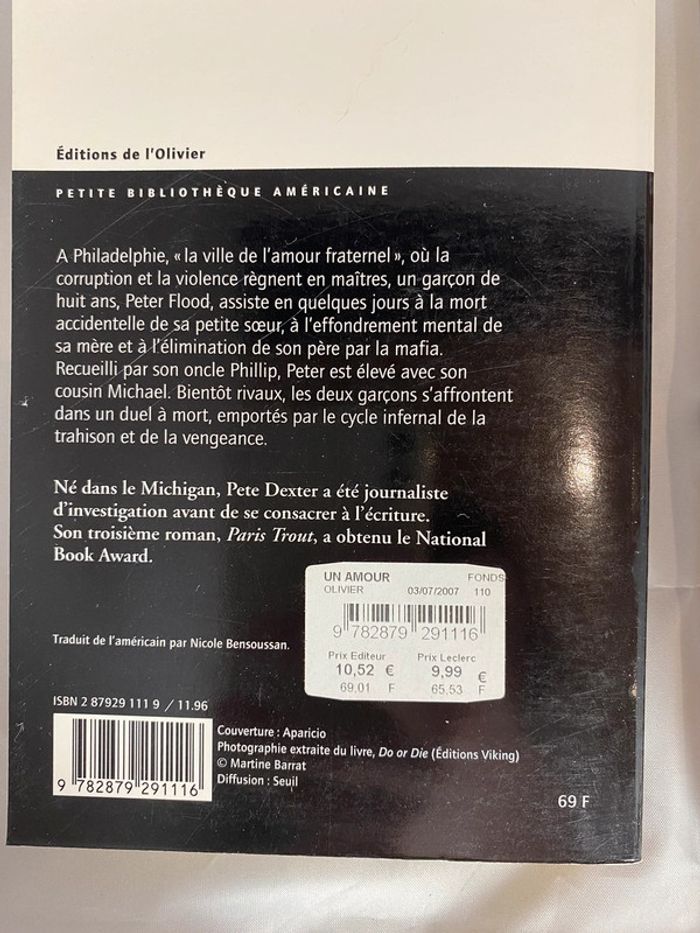 Éditions de l'Olivier
PETITE BIBLIOTHÈQUE AMÉRICAINE
A Philadelphie, « la ville de l'amour fraternel », où la
corruption et la violence règnent en maîtres, un garçon de
huit ans, Peter Flood, assiste en quelques jours à la mort
accidentelle de sa petite sœur, à l'effondrement mental de
sa mère et à l'élimination de son père par la mafia.
Recueilli par son oncle Phillip, Peter est élevé avec son
cousin Michael. Bientôt rivaux, les deux garçons s'affrontent
dans un duel à mort, emportés par le cycle infernal de la
trahison et de la vengeance.
Né dans le Michigan, Pete Dexter a été journaliste
d'investigation avant de se consacrer à l'écriture.
Son troisième roman, Paris Trout, a obtenu le National
Book Award.
UN AMOUR FONDS
OLIVIER 03/07/2007 110
9 782879 291116
Prix Editeur Prix Leclerc
10,52 € 9,99 €
69.01 F 65.53 F
Traduit de l'américain par Nicole Bensoussan.
ISBN 2 87929 111 9 / 11.96
9 782879 291116
Couverture : Aparicio
Photographie extraite du livre, Do or Die (Éditions Viking)
© Martine Barrat
Diffusion : Seuil
69 F